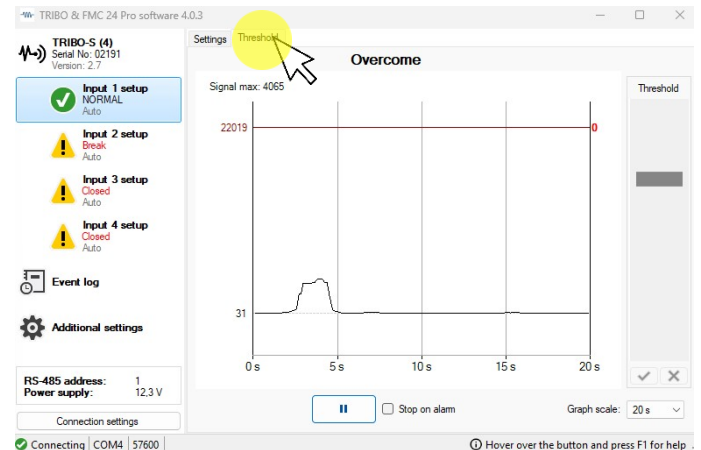 TRIBO & FMC 24 Pro software 4.0.3
TRIBO-S (4)
Serial No: 02191
Version: 2.7
Input 1 setup
NORMAL
Auto
Input 2 setup
Break
Auto
Input 3 setup
Closed
Auto
Input 4 setup
Closed
Auto
Event log
Additional settings
RS-485 address: 1
Power supply: 12,3 V
Connection settings
Settings Threshold
Overcome
Signal max: 4065
22019
0
31
0 s 5 s 10 s 15 s 20 s
Stop on alarm
Graph scale: 20 s
Threshold
Connecting COM4 57600
Hover over the button and press F1 for help